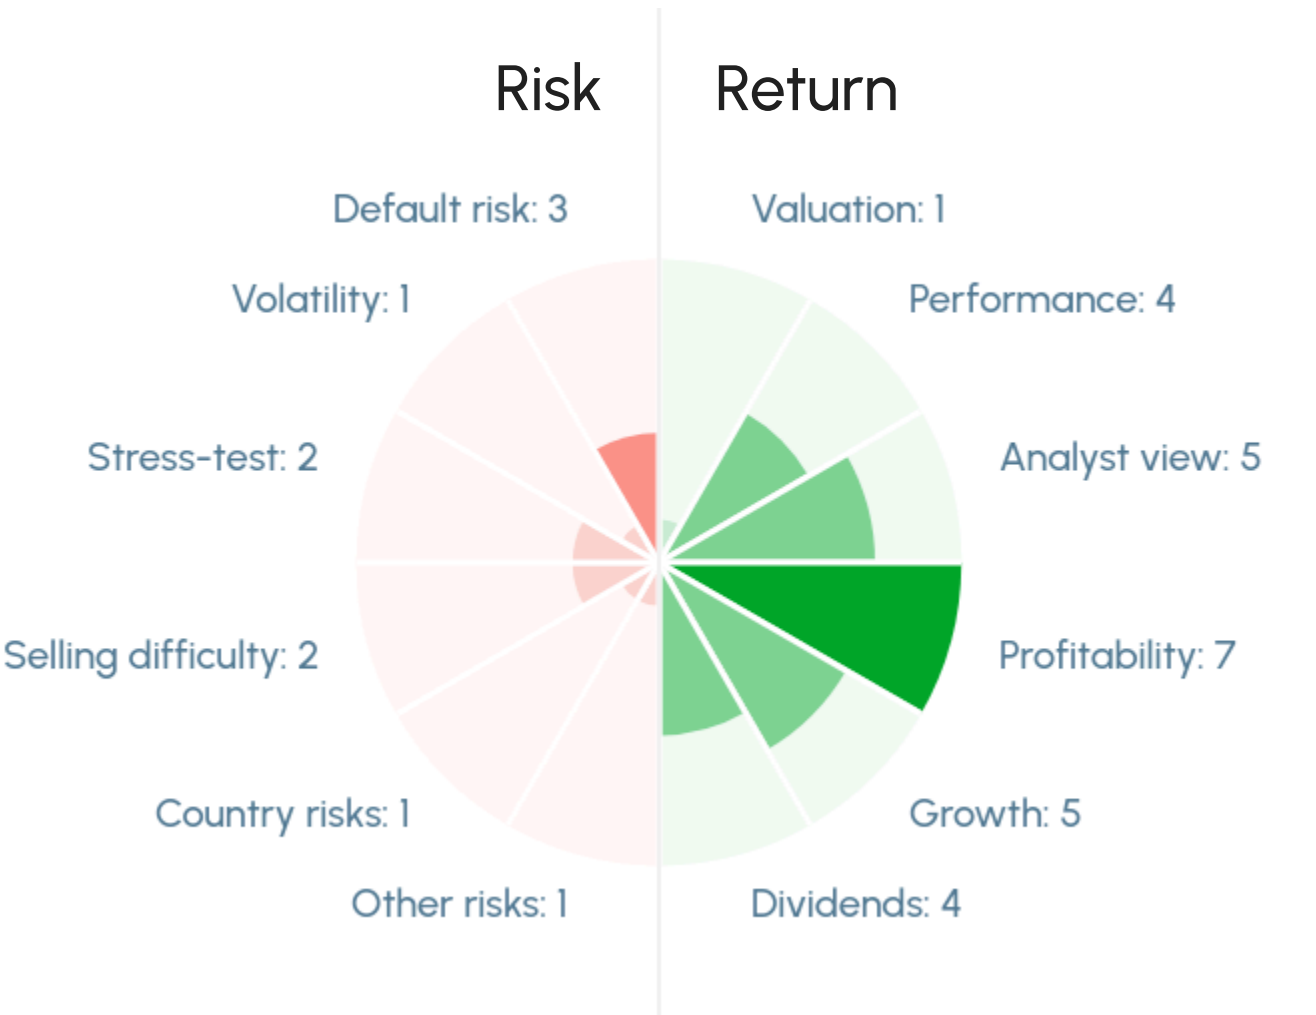 Risk
Return
Default risk: 3
Valuation: 1
Volatility: 1
Performance: 4
Stress-test: 2
Analyst view: 5
Selling difficulty: 2
Profitability: 7
Country risks: 1
Growth: 5
Other risks: 1
Dividends: 4